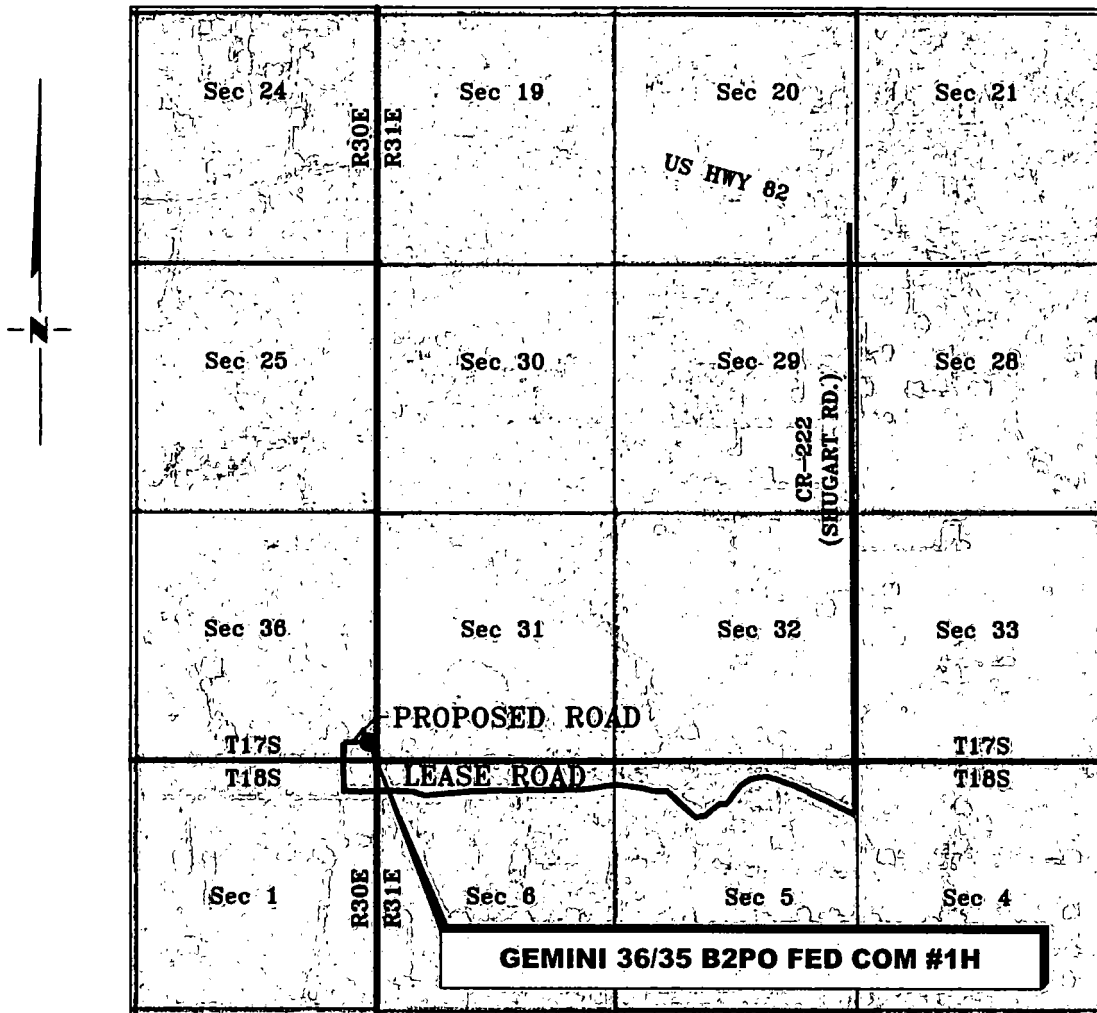 Sec 24
Sec 19
Sec 20
Sec 21
R30E
R31E
US HWY 82
Sec 25
Sec 30
Sec 29
Sec 28
CR-222
(SHUGART RD.)
Sec 36
Sec 31
Sec 32
Sec 33
PROPOSED ROAD
T17S
T17S
T18S
LEASE ROAD
T18S
Sec 1
R30E
R31E
Sec 6
Sec 5
Sec 4
GEMINI 36/35 B2PO FED COM #1H
N